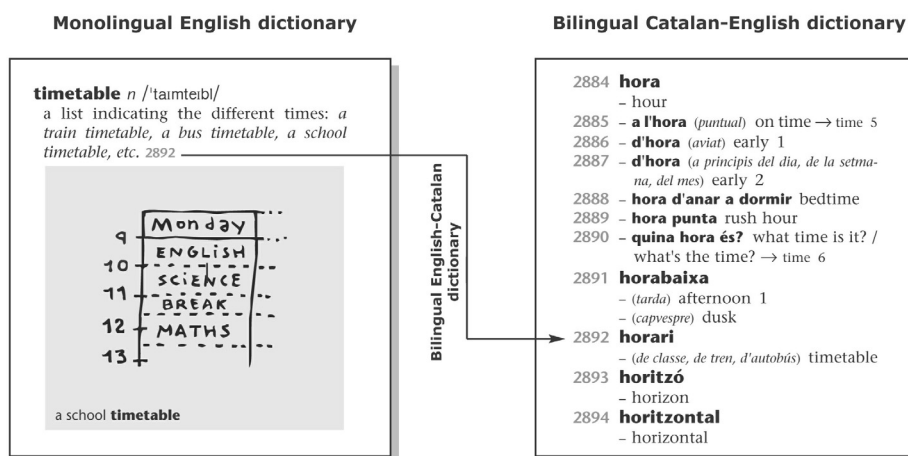 Monolingual English dictionary
timetable n /ˈtaɪmteɪbl/
a list indicating the different times: a
train timetable, a bus timetable, a school
timetable, etc. 2892
Monday
9
ENGLiSH
10
SCiENCE
11
BREAK
12
MATHS
13
a school timetable
Bilingual English-Catalan
dictionary
Bilingual Catalan-English dictionary
2884 hora
– hour
2885 – a l'hora (puntual) on time → time 5
2886 – d'hora (aviat) early 1
2887 – d'hora (a principis del dia, de la setma-
na, del mes) early 2
2888 – hora d'anar a dormir bedtime
2889 – hora punta rush hour
2890 – quina hora és? what time is it? /
what's the time? → time 6
2891 horabaixa
– (tarda) afternoon 1
– (capvespre) dusk
2892 horari
– (de classe, de tren, d'autobús) timetable
2893 horitzó
– horizon
2894 horitzontal
– horizontal